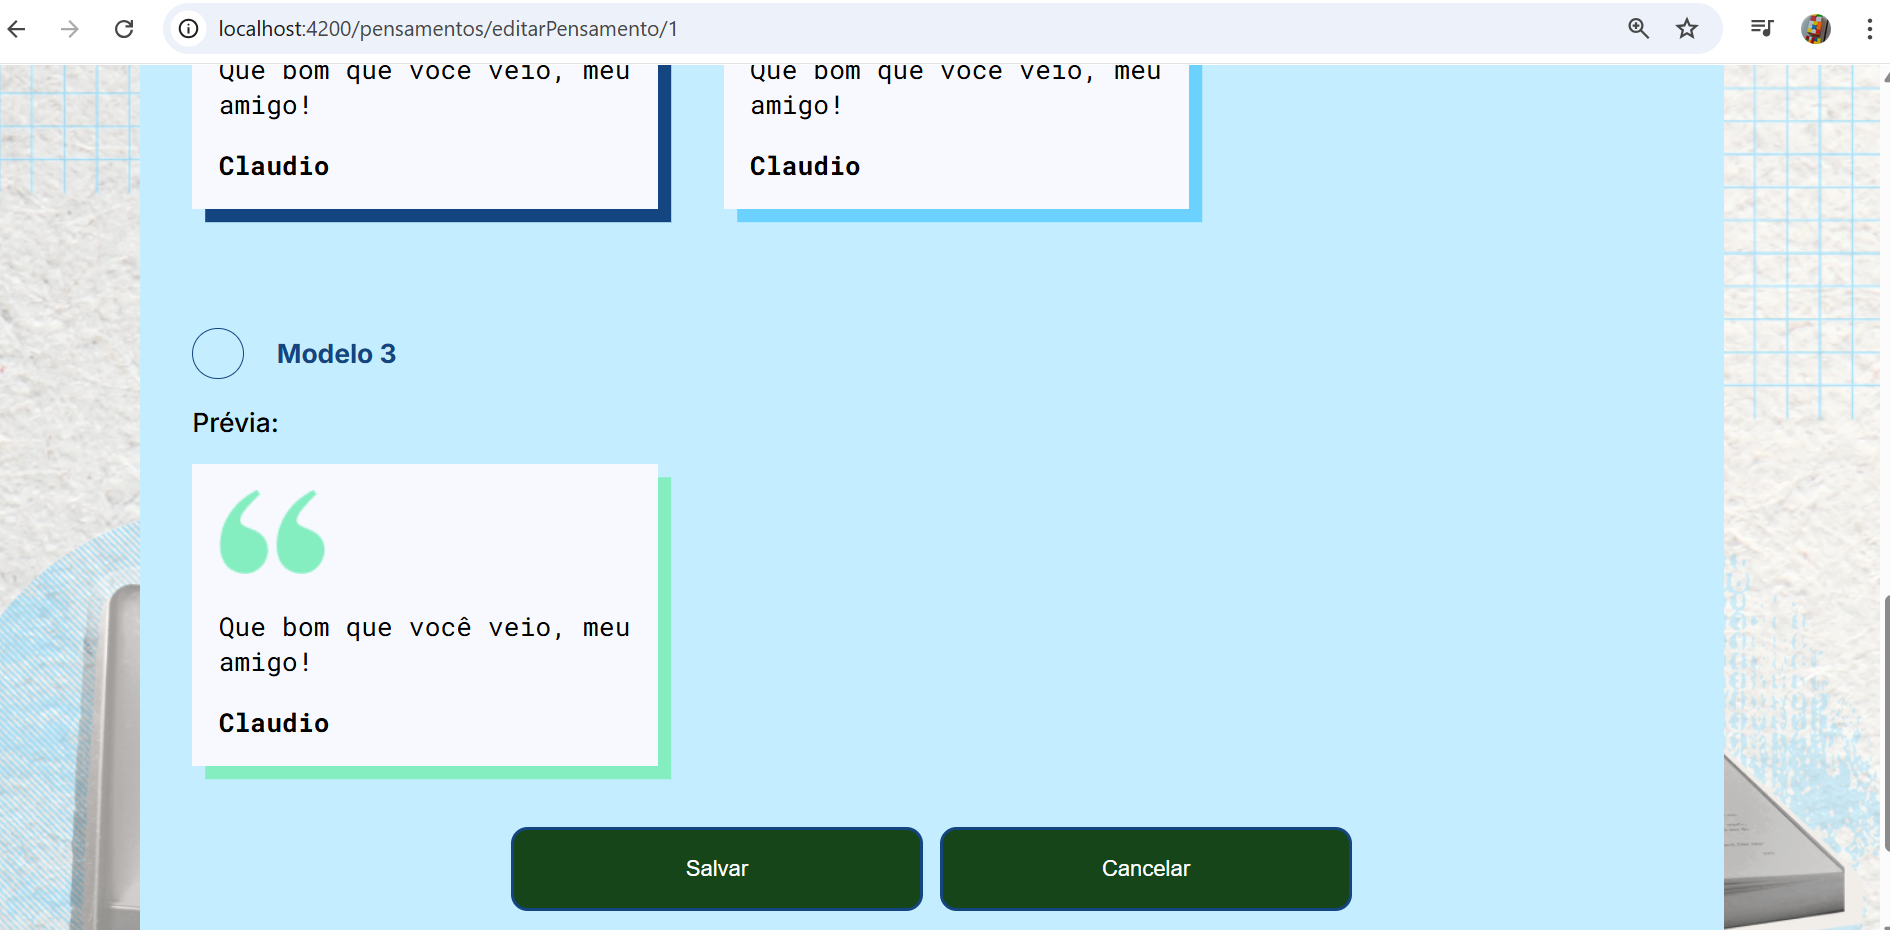 localhost:4200/pensamentos/editarPensamento/1
Que bom que você veio, meu
amigo!
Claudio
Que bom que você veio, meu
amigo!
Claudio
Modelo 3
Prévia:
Que bom que você veio, meu
amigo!
Claudio
Salvar
Cancelar